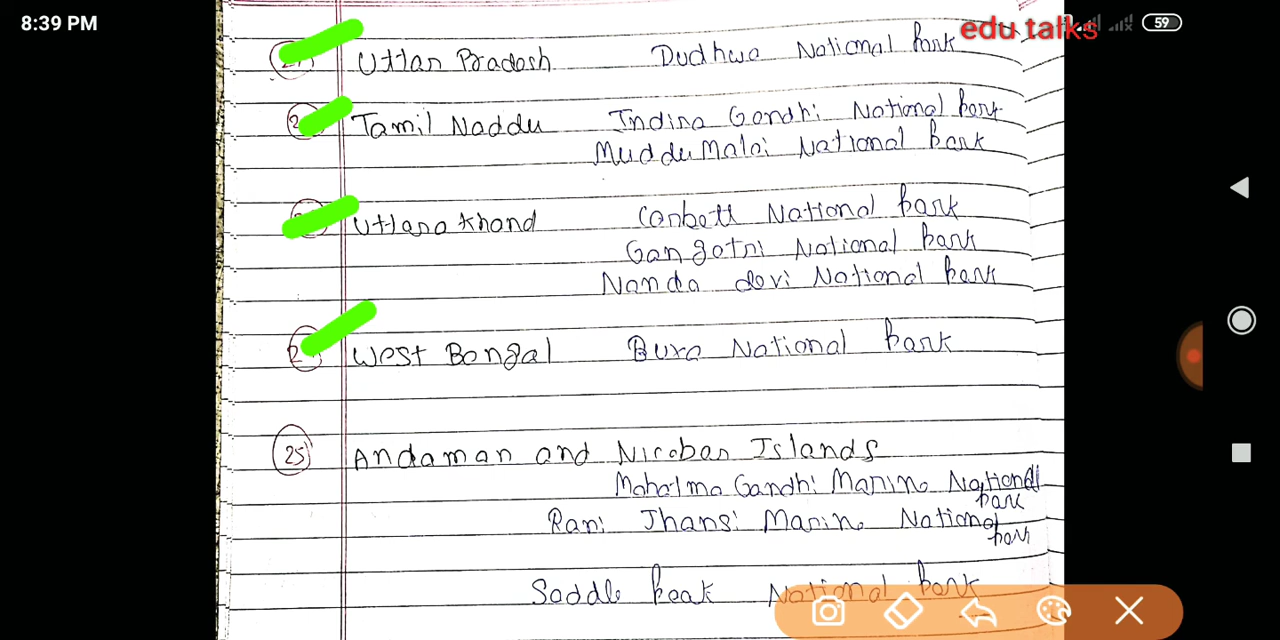 8:39 PM
59
edu talks
Uttar Pradesh Dudhwa National Park
Tamil Naddu Indira Gandhi National park
Muddumalai National Park
Uttarakhand Corbett National Park
Gangotri National Park
Nanda devi National Park
West Bengal Buxa National Park
25 Andaman and Nicobar Islands
Mahatma Gandhi Marine National
park
Rani Jhansi Marine National
park
Saddle Peak National Park